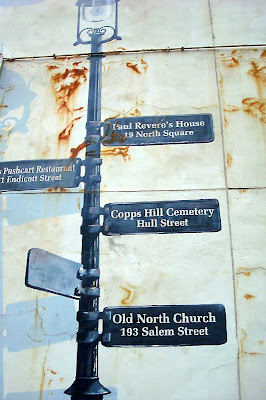 Paul Revere's House
19 North Square
Pushcart Restaurant
1 Endicott Street
Copps Hill Cemetery
Hull Street
Old North Church
193 Salem Street